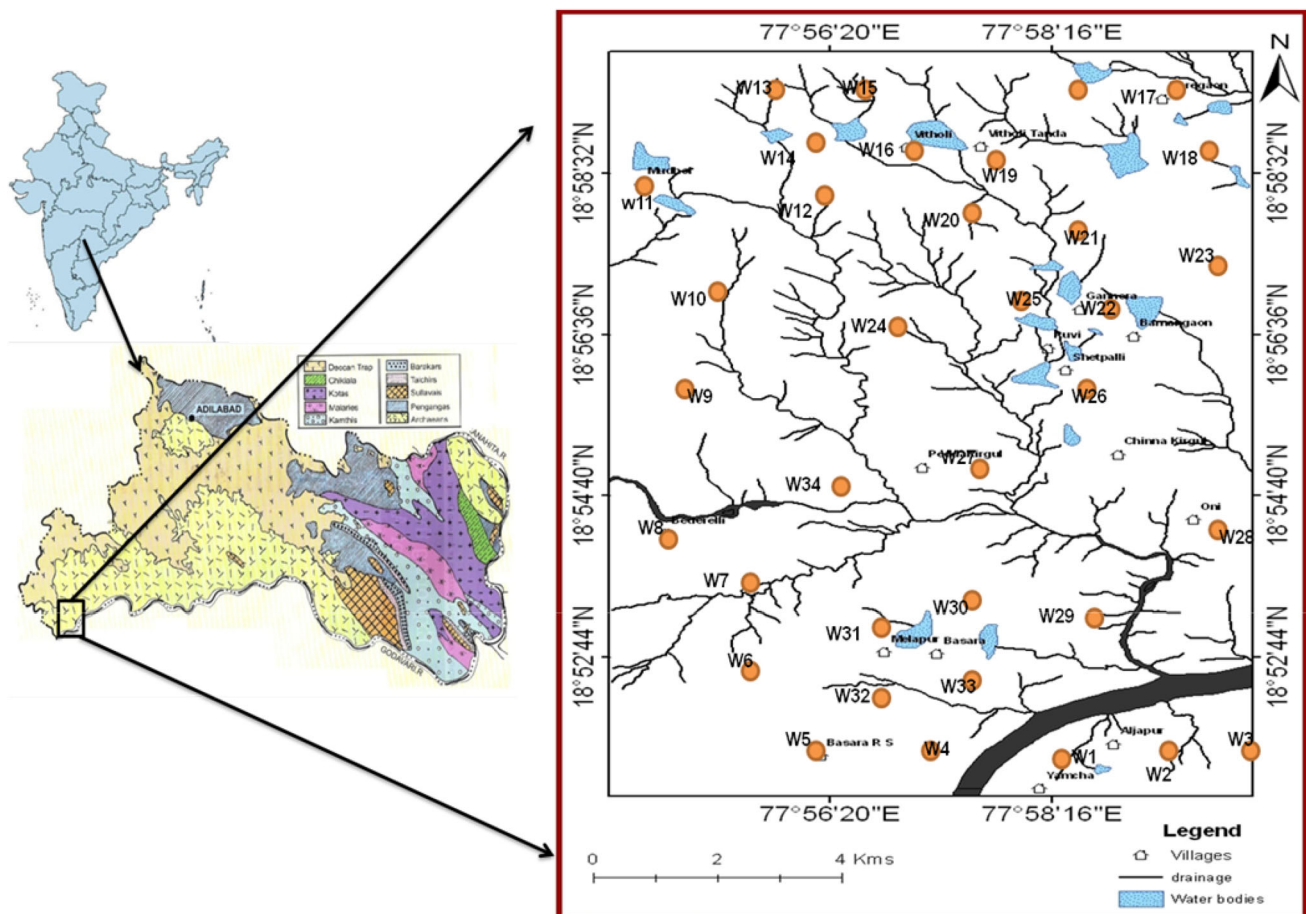 77°56'20"E
77°58'16"E
N
18°58'32"N
18°56'36"N
18°54'40"N
18°52'44"N
18°58'32"N
18°56'36"N
18°54'40"N
18°52'44"N
77°56'20"E
77°58'16"E
W13
W15
W17
W14
W16
Vitholi
Vitholi Tanda
W18
Mudhol
w11
W12
W19
W20
W21
W23
W10
W25
Gannora
W22
W24
Bamangaon
Shetpalli
W9
W26
Chinna Kirgul
W27
W34
Oni
W8
W28
W7
W30
W29
W31
Melapur
Basara
W6
W33
W32
W5
Basara R S
W4
W1
Aljapur
W2
W3
Yamcha
0 2 4 Kms
Legend
Villages
drainage
Water bodies
Deccan Trap
Chikiala
Kotas
Maleries
Kamthis
Barakars
Talchirs
Sullavais
Pengangas
Archaeans
ADILABAD
GODAVARI.R